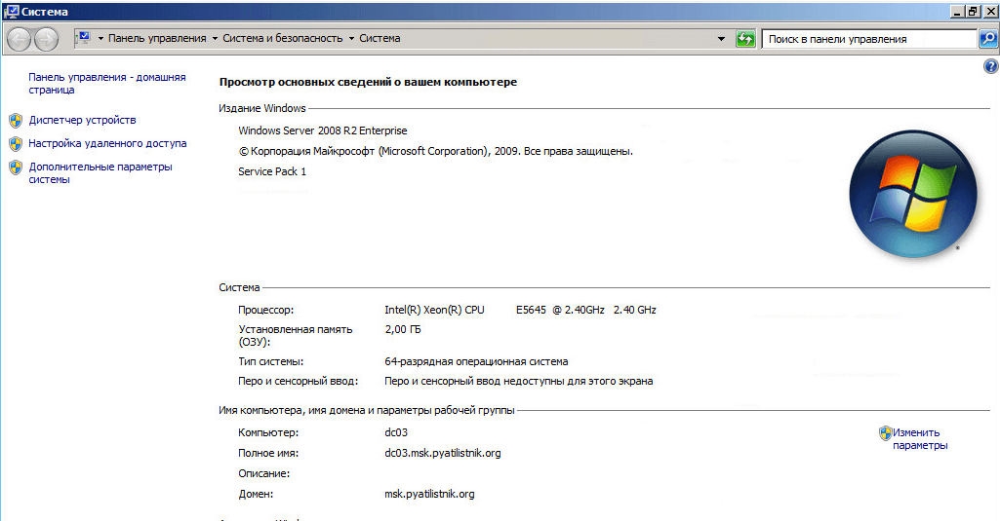 Система
Панель управления Система и безопасность Система
Поиск в панели управления
Панель управления - домашняя
страница
Диспетчер устройств
Настройка удаленного доступа
Дополнительные параметры
системы
Просмотр основных сведений о вашем компьютере
Издание Windows
Windows Server 2008 R2 Enterprise
© Корпорация Майкрософт (Microsoft Corporation), 2009. Все права защищены.
Service Pack 1
Система
Процессор: Intel(R) Xeon(R) CPU E5645 @ 2.40GHz 2.40 GHz
Установленная память
(ОЗУ): 2,00 ГБ
Тип системы: 64-разрядная операционная система
Перо и сенсорный ввод: Перо и сенсорный ввод недоступны для этого экрана
Имя компьютера, имя домена и параметры рабочей группы
Компьютер: dc03
Изменить
параметры
Полное имя: dc03.msk.pyatilistnik.org
Описание:
Домен: msk.pyatilistnik.org